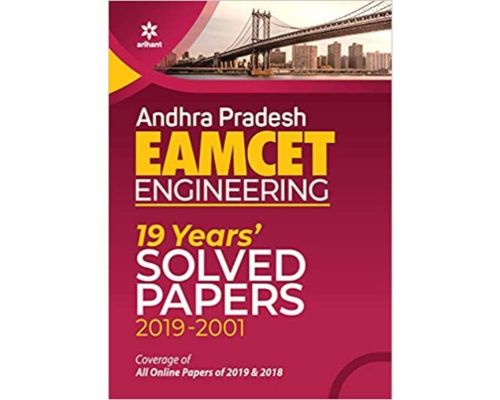 arihant
Andhra Pradesh
EAMCET
ENGINEERING
19 Years’
SOLVED
PAPERS
2019-2001
Coverage of
All Online Papers of 2019 & 2018